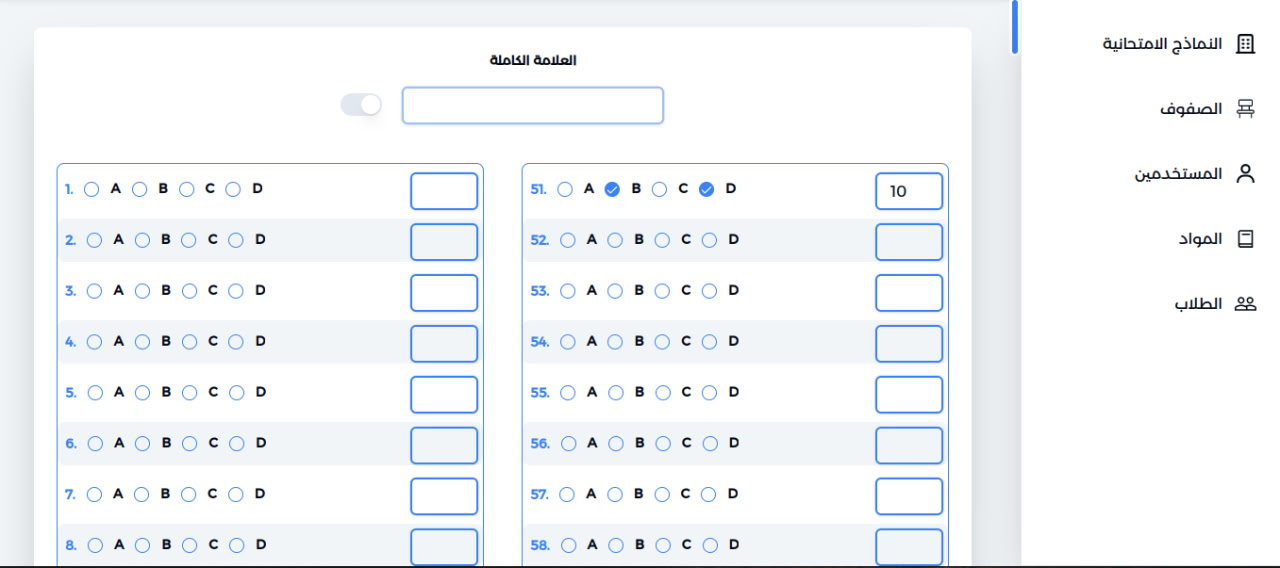 النماذج الامتحانية
الصفوف
المستخدمين
المواد
الطلاب
العلامة الكاملة
1. A B C D
2. A B C D
3. A B C D
4. A B C D
5. A B C D
6. A B C D
7. A B C D
8. A B C D
51. A B C D 10
52. A B C D
53. A B C D
54. A B C D
55. A B C D
56. A B C D
57. A B C D
58. A B C D